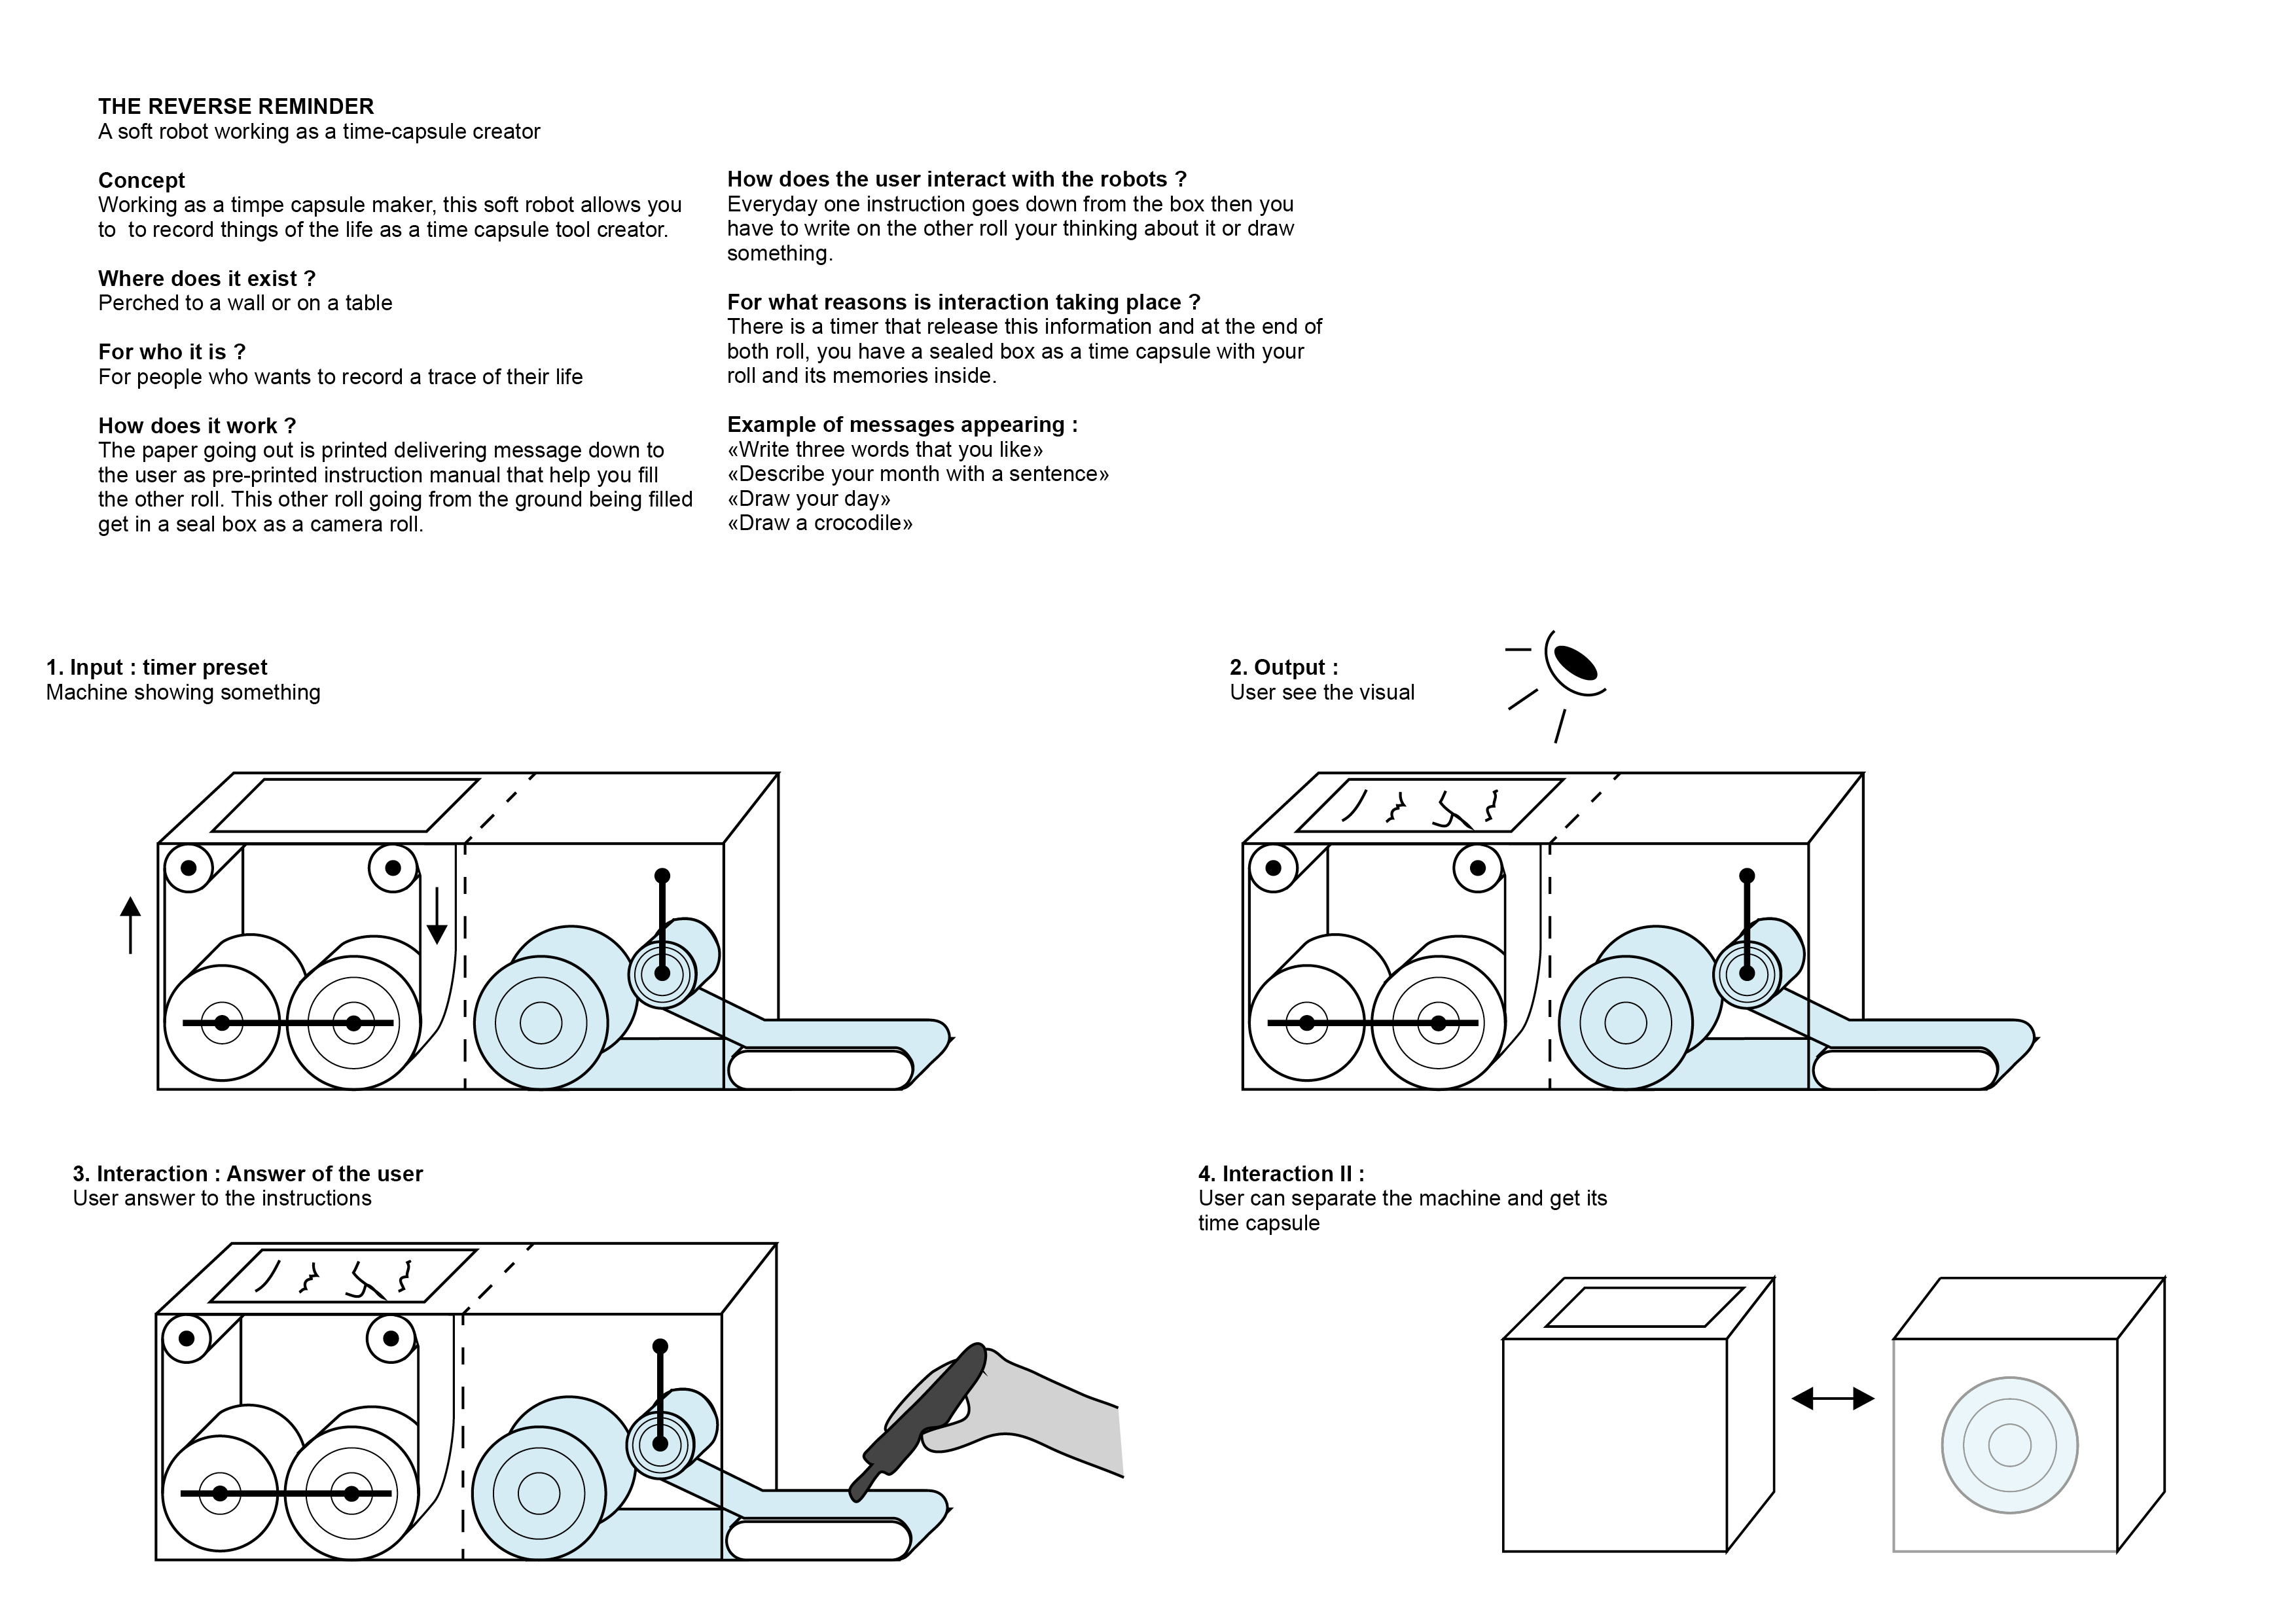 THE REVERSE REMINDER
A soft robot working as a time-capsule creator
Concept
Working as a timpe capsule maker, this soft robot allows you
to  to record things of the life as a time capsule tool creator.
Where does it exist ?
Perched to a wall or on a table
For who it is ?
For people who wants to record a trace of their life
How does it work ?
The paper going out is printed delivering message down to
the user as pre-printed instruction manual that help you fill
the other roll. This other roll going from the ground being filled
get in a seal box as a camera roll.
How does the user interact with the robots ?
Everyday one instruction goes down from the box then you
have to write on the other roll your thinking about it or draw
something.
For what reasons is interaction taking place ?
There is a timer that release this information and at the end of
both roll, you have a sealed box as a time capsule with your
roll and its memories inside.
Example of messages appearing :
«Write three words that you like»
«Describe your month with a sentence»
«Draw your day»
«Draw a crocodile»
1. Input : timer preset
Machine showing something
2. Output :
User see the visual
3. Interaction : Answer of the user
User answer to the instructions
4. Interaction II :
User can separate the machine and get its
time capsule